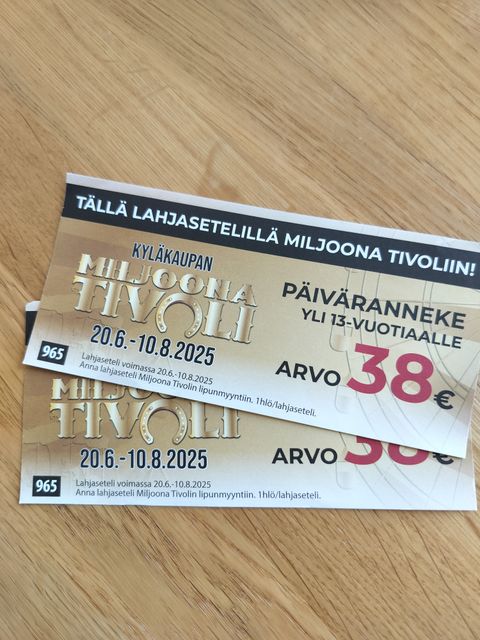 TÄLLÄ LAHJASETELILLÄ MILJOONA TIVOLIIN!
KYLÄKAUPAN
MILJOONA
TIVOLI
20.6.-10.8.2025
PÄIVÄRANNEKE
YLI 13-VUOTIAALLE
ARVO 38€
965
Lahjaseteli voimassa 20.6.-10.8.2025
Anna lahjaseteli Miljoona Tivolin lipunmyyntiin. 1hlö/lahjaseteli.
MILJOONA
TIVOLI
20.6.-10.8.2025
ARVO 38€
965
Lahjaseteli voimassa 20.6.-10.8.2025
Anna lahjaseteli Miljoona Tivolin lipunmyyntiin. 1hlö/lahjaseteli.